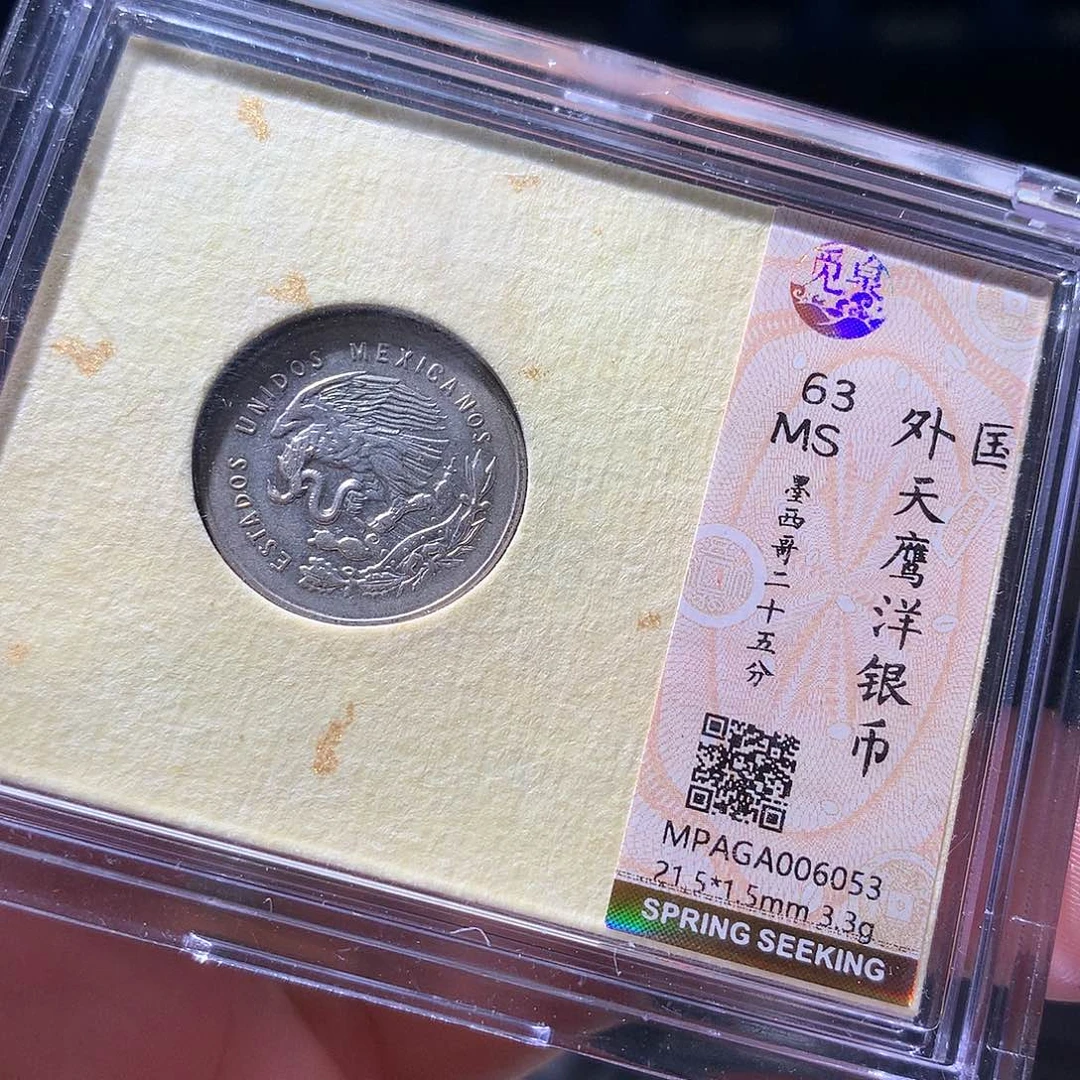 ESTADOS UNIDOS MEXICANOS
觅泉
63
MS
外国
天鹰洋银币
墨西哥二十五分
MPAGA006053
21.5*1.5mm 3.3g
SPRING SEEKING